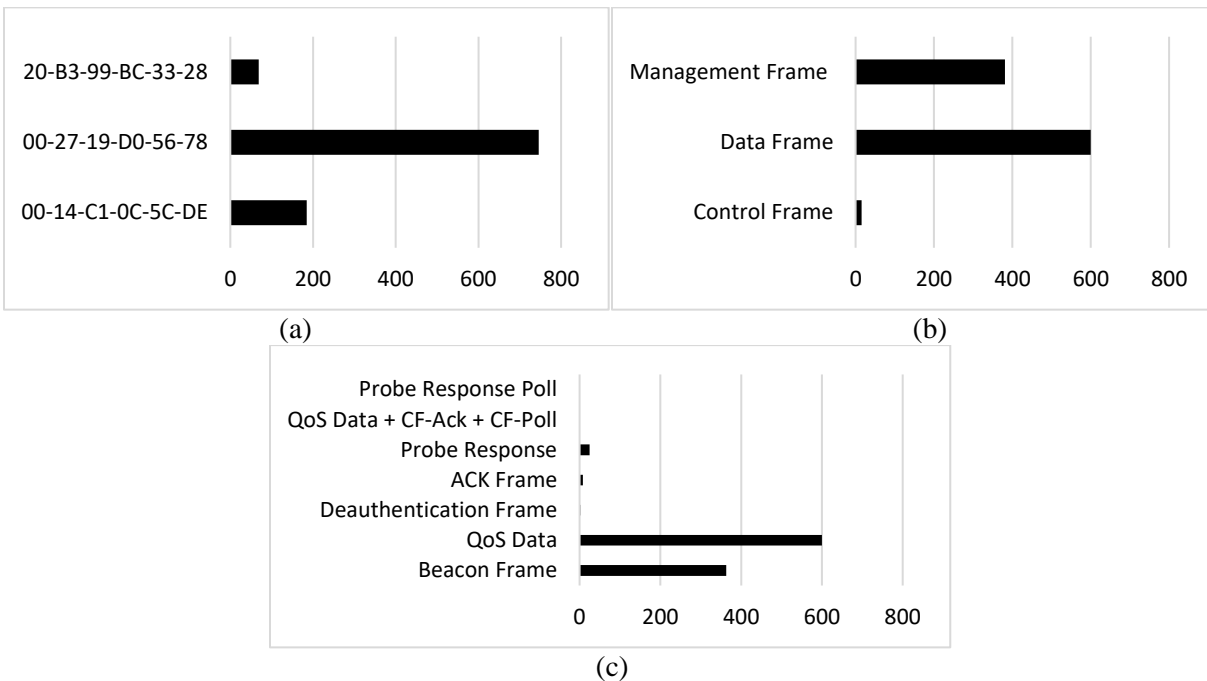 20-B3-99-BC-33-28
00-27-19-D0-56-78
00-14-C1-0C-5C-DE
0 200 400 600 800
(a)
Management Frame
Data Frame
Control Frame
0 200 400 600 800
(b)
Probe Response Poll
QoS Data + CF-Ack + CF-Poll
Probe Response
ACK Frame
Deauthentication Frame
QoS Data
Beacon Frame
0 200 400 600 800
(c)